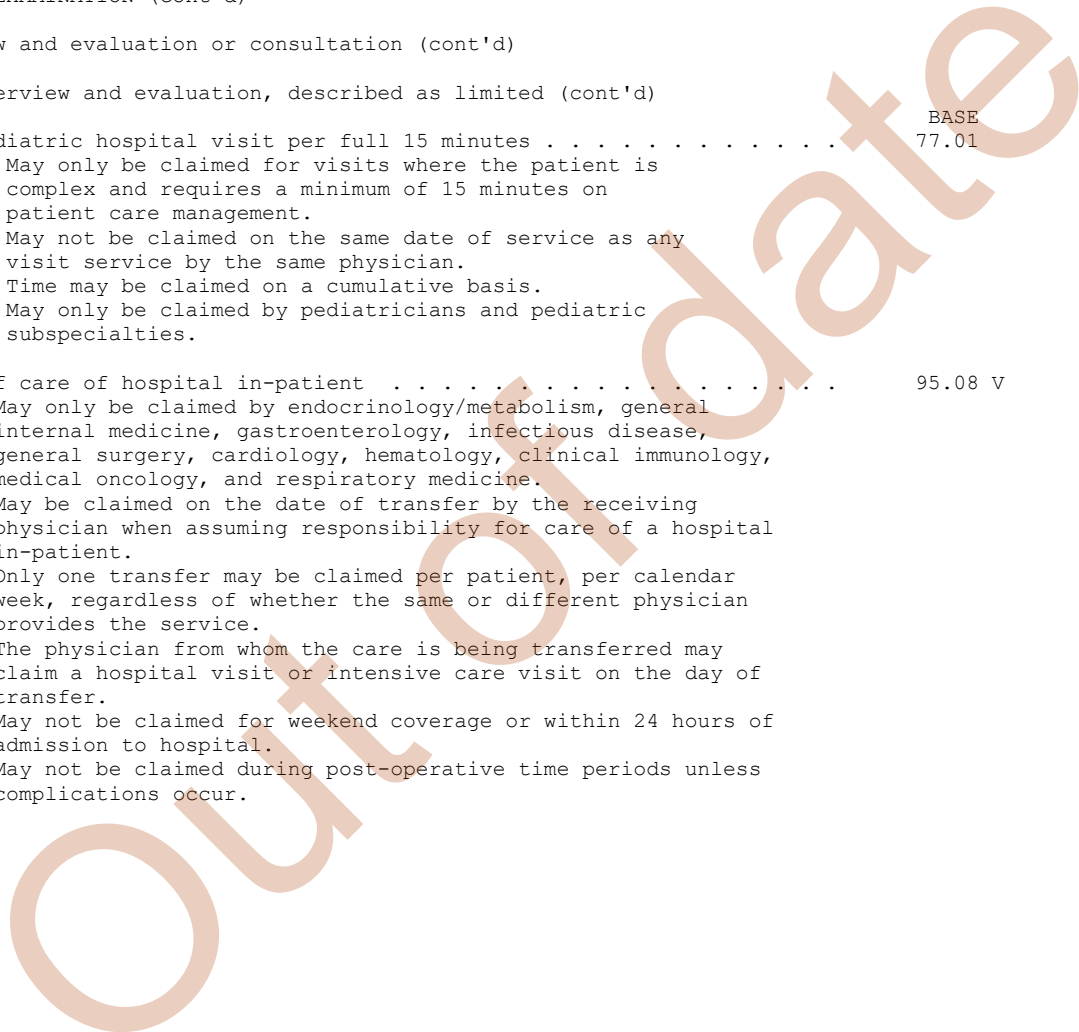 EXAMINATION (cont'd)
w and evaluation or consultation (cont'd)
erview and evaluation, described as limited (cont'd)
BASE
diatric hospital visit per full 15 minutes . . . . . . . . . . . . 77.01
May only be claimed for visits where the patient is
complex and requires a minimum of 15 minutes on
patient care management.
May not be claimed on the same date of service as any
visit service by the same physician.
Time may be claimed on a cumulative basis.
May only be claimed by pediatricians and pediatric
subspecialties.
f care of hospital in-patient . . . . . . . . . . . . . . . . . . 95.08 V
May only be claimed by endocrinology/metabolism, general
internal medicine, gastroenterology, infectious disease,
general surgery, cardiology, hematology, clinical immunology,
medical oncology, and respiratory medicine.
May be claimed on the date of transfer by the receiving
physician when assuming responsibility for care of a hospital
in-patient.
Only one transfer may be claimed per patient, per calendar
week, regardless of whether the same or different physician
provides the service.
The physician from whom the care is being transferred may
claim a hospital visit or intensive care visit on the day of
transfer.
May not be claimed for weekend coverage or within 24 hours of
admission to hospital.
May not be claimed during post-operative time periods unless
complications occur.
Out of date